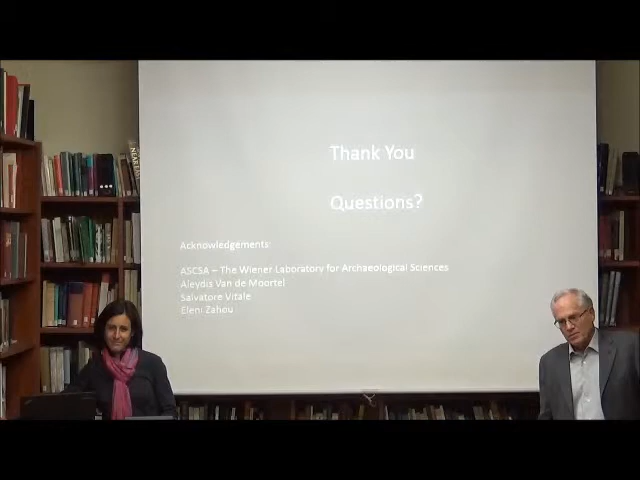 Thank You
Questions?
Acknowledgements:
ASCSA – The Wiener Laboratory for Archaeological Sciences
Aleydis Van de Moortel
Salvatore Vitale
Eleni Zahou